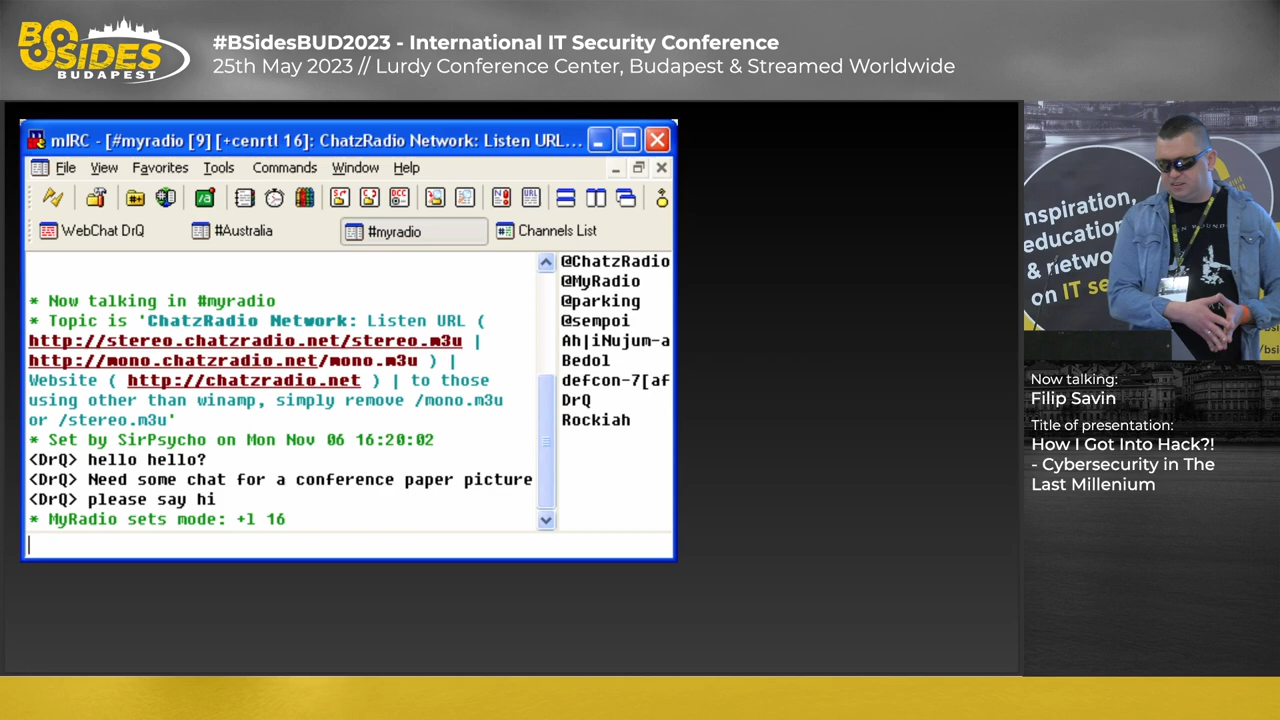 BSIDES
BUDAPEST
#BSidesBUD2023 - International IT Security Conference
25th May 2023 // Lurdy Conference Center, Budapest & Streamed Worldwide
mIRC - [#myradio [9] [+cenrtl 16]: ChatzRadio Network: Listen URL...
File View Favorites Tools Commands Window Help
WebChat DrQ #Australia #myradio Channels List
* Now talking in #myradio
* Topic is 'ChatzRadio Network: Listen URL (
http://stereo.chatzradio.net/stereo.m3u |
http://mono.chatzradio.net/mono.m3u ) |
Website ( http://chatzradio.net ) | to those
using other than winamp, simply remove /mono.m3u
or /stereo.m3u'
* Set by SirPsycho on Mon Nov 06 16:20:02
<DrQ> hello hello?
<DrQ> Need some chat for a conference paper picture
<DrQ> please say hi
* MyRadio sets mode: +l 16
@ChatzRadio
@MyRadio
@parking
@sempoi
Ah|iNujum-a
Bedol
defcon-7[af
DrQ
Rockiah
nspiration,
education
& netwo
on IT se
Now talking:
Filip Savin
Title of presentation:
How I Got Into Hack?!
- Cybersecurity in The
Last Millenium